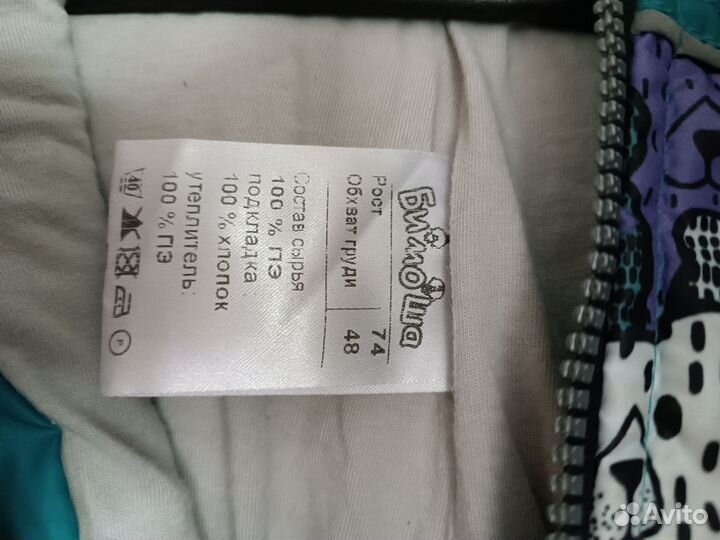 Бимоша
Рост 74
Обхват груди 48
Состав сырья
100 % ПЭ
подкладка :
100 % хлопок
утеплитель:
100 % ПЭ
40
P
Avito